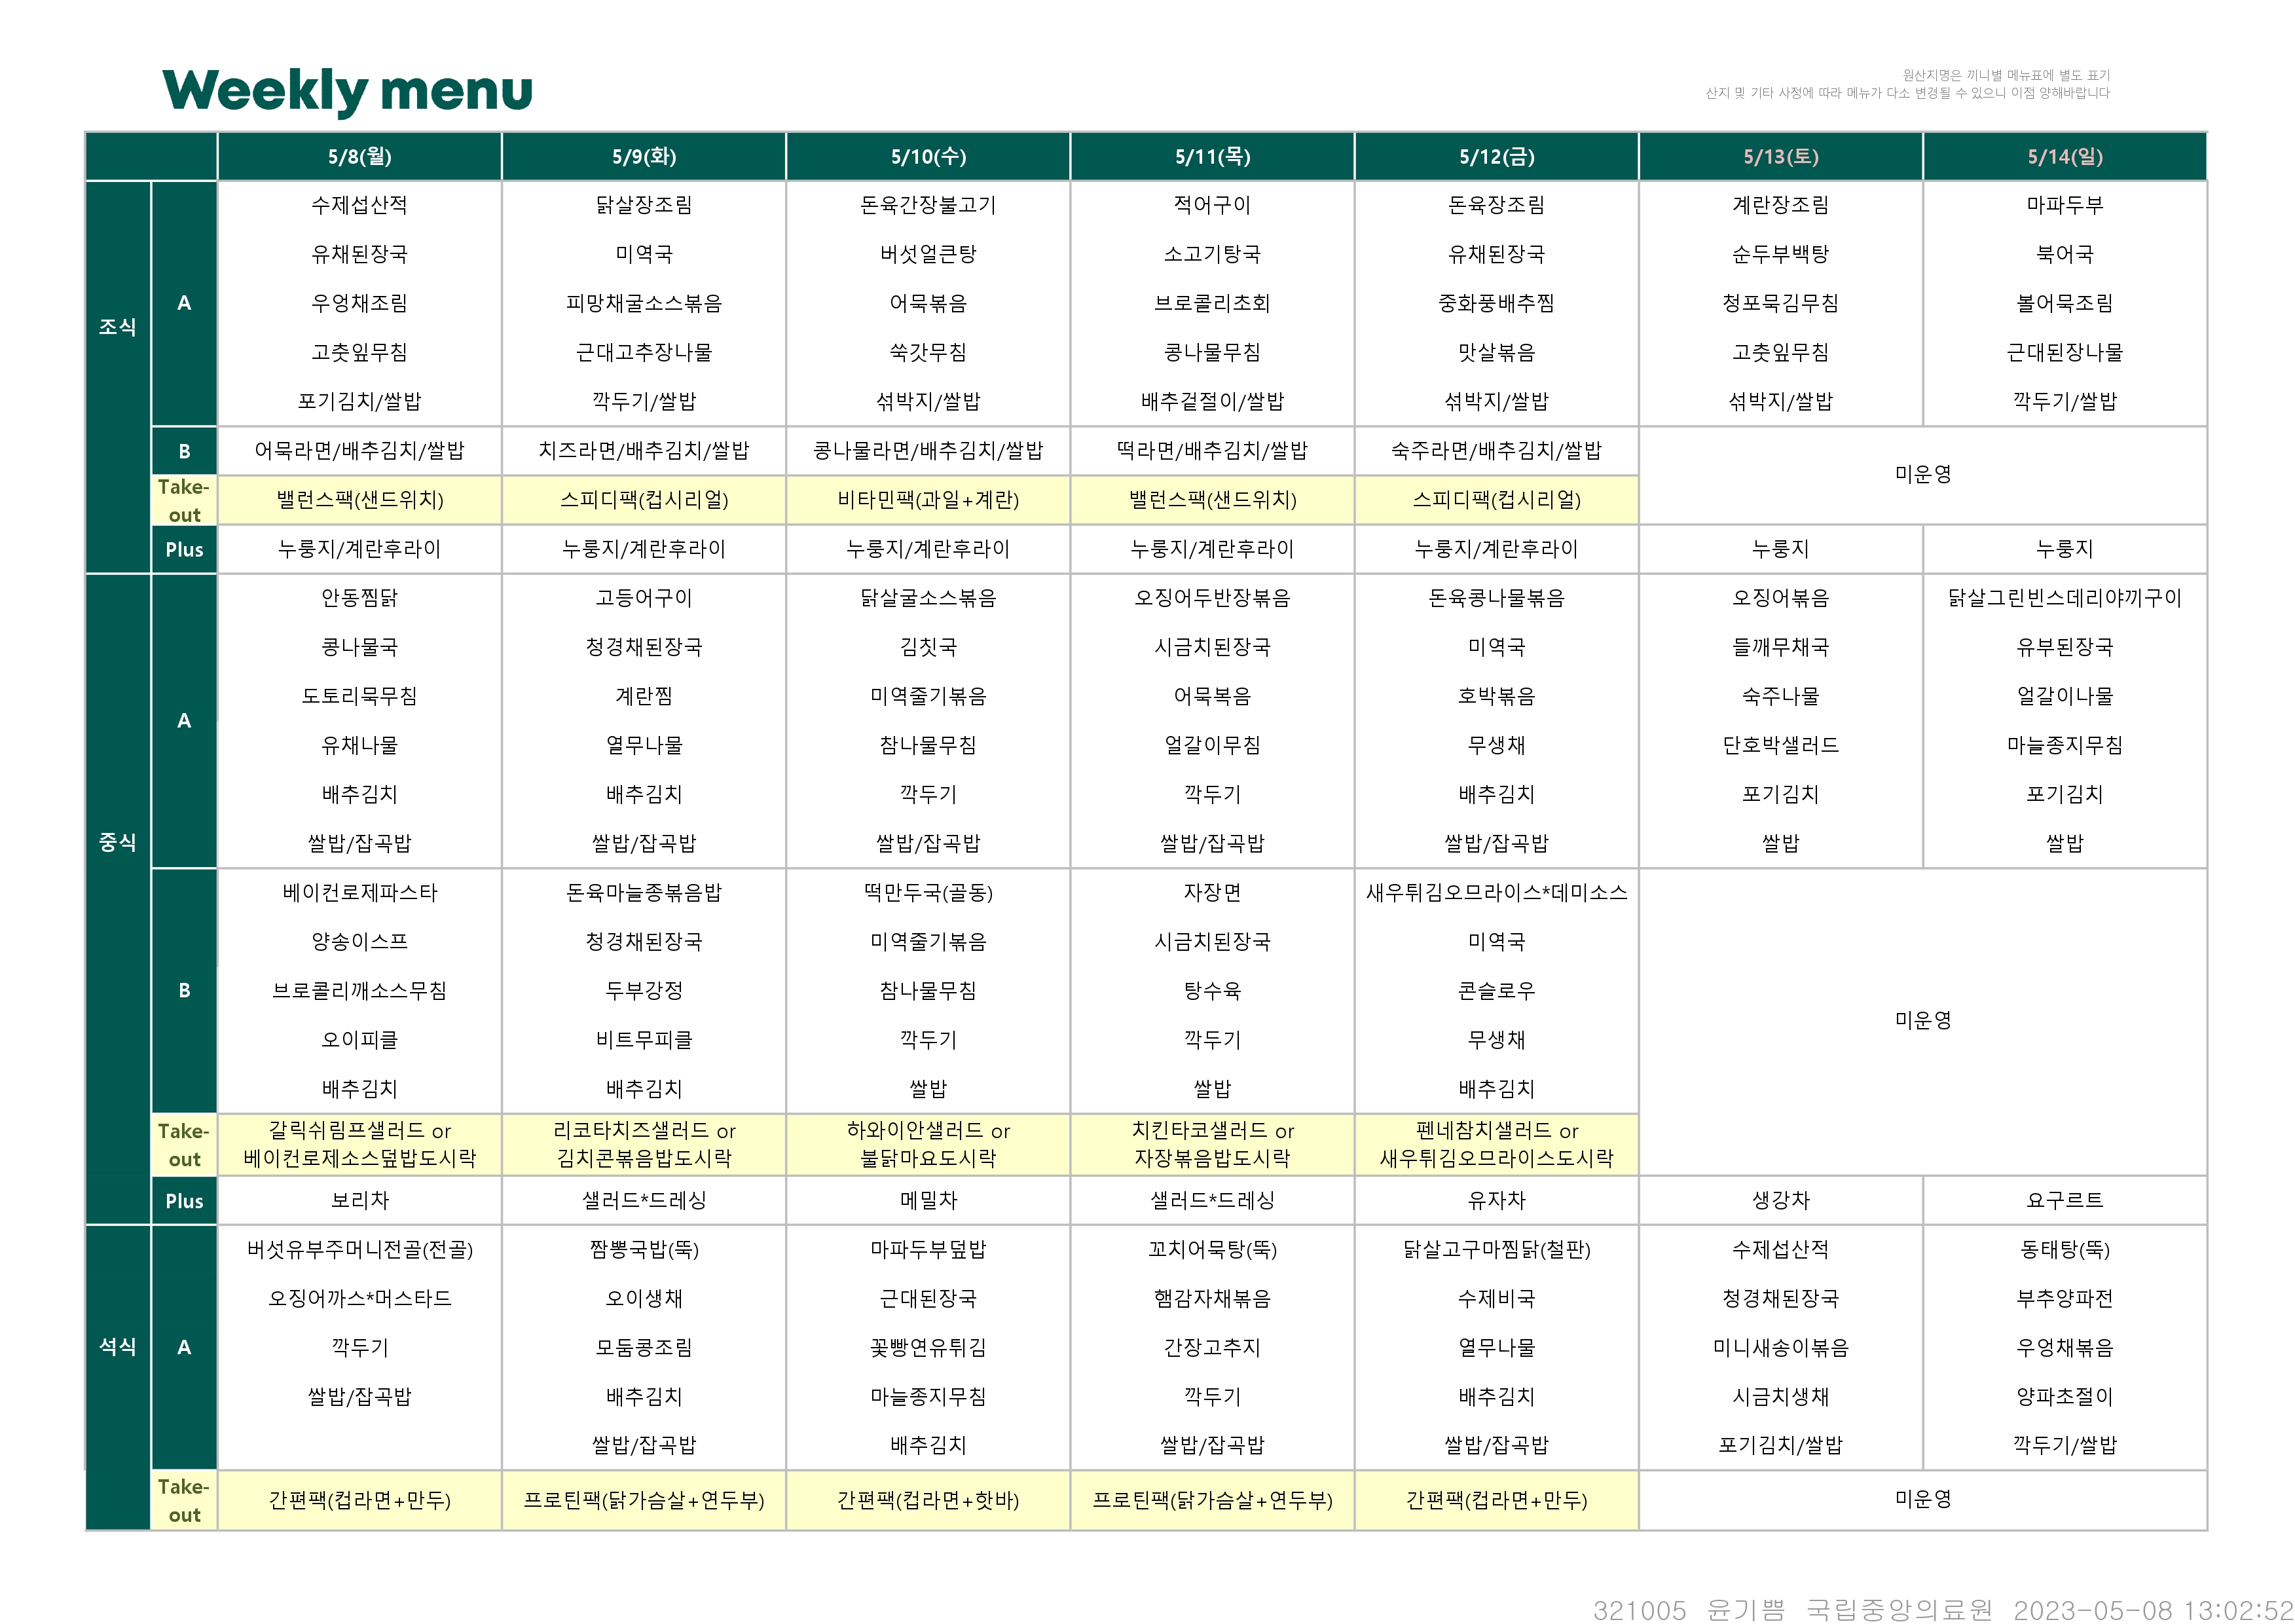 Weekly menu
원산지명은 끼니별 메뉴표에 별도 표기
산지 및 기타 사정에 따라 메뉴가 다소 변경될 수 있으니 이점 양해바랍니다
5/8(월) 5/9(화) 5/10(수) 5/11(목) 5/12(금) 5/13(토) 5/14(일)
조식
A
수제섭산적 닭살장조림 돈육간장불고기 적어구이 돈육장조림 계란장조림 마파두부
유채된장국 미역국 버섯얼큰탕 소고기탕국 유채된장국 순두부백탕 북어국
우엉채조림 피망채굴소스볶음 어묵볶음 브로콜리초회 중화풍배추찜 청포묵김무침 볼어묵조림
고춧잎무침 근대고추장나물 쑥갓무침 콩나물무침 맛살볶음 고춧잎무침 근대된장나물
포기김치/쌀밥 깍두기/쌀밥 섞박지/쌀밥 배추겉절이/쌀밥 섞박지/쌀밥 섞박지/쌀밥 깍두기/쌀밥
B 어묵라면/배추김치/쌀밥 치즈라면/배추김치/쌀밥 콩나물라면/배추김치/쌀밥 떡라면/배추김치/쌀밥 숙주라면/배추김치/쌀밥
미운영
Take-
out
밸런스팩(샌드위치) 스피디팩(컵시리얼) 비타민팩(과일+계란) 밸런스팩(샌드위치) 스피디팩(컵시리얼)
Plus 누룽지/계란후라이 누룽지/계란후라이 누룽지/계란후라이 누룽지/계란후라이 누룽지/계란후라이 누룽지 누룽지
중식
A
안동찜닭 고등어구이 닭살굴소스볶음 오징어두반장볶음 돈육콩나물볶음 오징어볶음 닭살그린빈스데리야끼구이
콩나물국 청경채된장국 김칫국 시금치된장국 미역국 들깨무채국 유부된장국
도토리묵무침 계란찜 미역줄기볶음 어묵복음 호박볶음 숙주나물 얼갈이나물
유채나물 열무나물 참나물무침 얼갈이무침 무생채 단호박샐러드 마늘종지무침
배추김치 배추김치 깍두기 깍두기 배추김치 포기김치 포기김치
쌀밥/잡곡밥 쌀밥/잡곡밥 쌀밥/잡곡밥 쌀밥/잡곡밥 쌀밥/잡곡밥 쌀밥 쌀밥
B
베이컨로제파스타 돈육마늘종볶음밥 떡만두국(골동) 자장면 새우튀김오므라이스*데미소스
양송이스프 청경채된장국 미역줄기볶음 시금치된장국 미역국
브로콜리깨소스무침 두부강정 참나물무침 탕수육 콘슬로우
오이피클 비트무피클 깍두기 깍두기 무생채
배추김치 배추김치 쌀밥 쌀밥 배추김치
미운영
Take-
out
갈릭쉬림프샐러드 or 리코타치즈샐러드 or 하와이안샐러드 or 치킨타코샐러드 or 펜네참치샐러드 or
베이컨로제소스덮밥도시락 김치콘볶음밥도시락 불닭마요도시락 자장볶음밥도시락 새우튀김오므라이스도시락
Plus 보리차 샐러드*드레싱 메밀차 샐러드*드레싱 유자차 생강차 요구르트
석식
A
버섯유부주머니전골(전골) 짬뽕국밥(뚝) 마파두부덮밥 꼬치어묵탕(뚝) 닭살고구마찜닭(철판) 수제섭산적 동태탕(뚝)
오징어까스*머스타드 오이생채 근대된장국 햄감자채볶음 수제비국 청경채된장국 부추양파전
깍두기 모둠콩조림 꽃빵연유튀김 간장고추지 열무나물 미니새송이볶음 우엉채볶음
쌀밥/잡곡밥 배추김치 마늘종지무침 깍두기 배추김치 시금치생채 양파초절이
쌀밥/잡곡밥 배추김치 쌀밥/잡곡밥 쌀밥/잡곡밥 포기김치/쌀밥 깍두기/쌀밥
Take-
out
간편팩(컵라면+만두) 프로틴팩(닭가슴살+연두부) 간편팩(컵라면+핫바) 프로틴팩(닭가슴살+연두부) 간편팩(컵라면+만두) 미운영
321005 윤기쁨 국립중앙의료원 2023-05-08 13:02:5